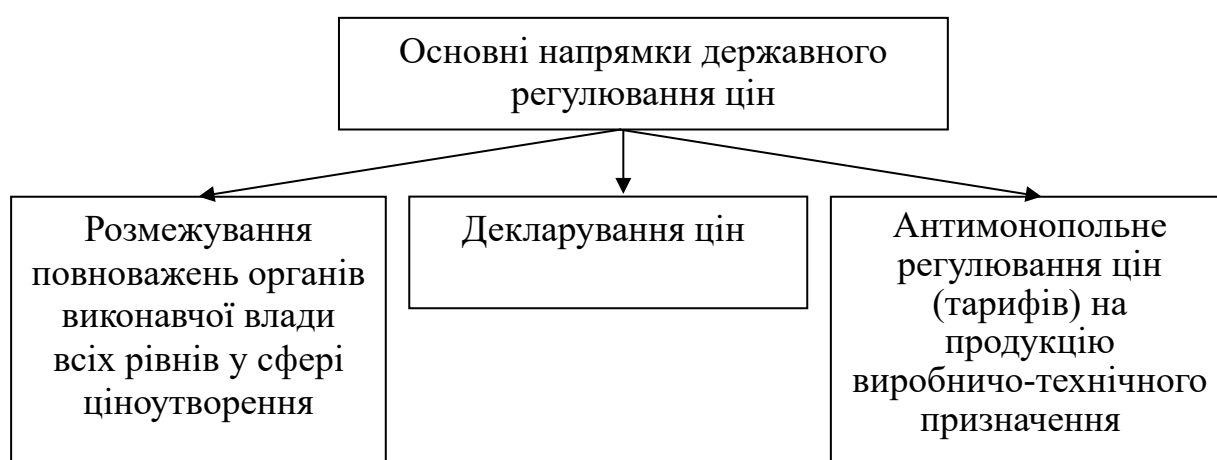 Основні напрямки державного
регулювання цін
Розмежування
повноважень органів
виконавчої влади
всіх рівнів у сфері
ціноутворення
Декларування цін
Антимонопольне
регулювання цін
(тарифів) на
продукцію
виробничо-технічного
призначення